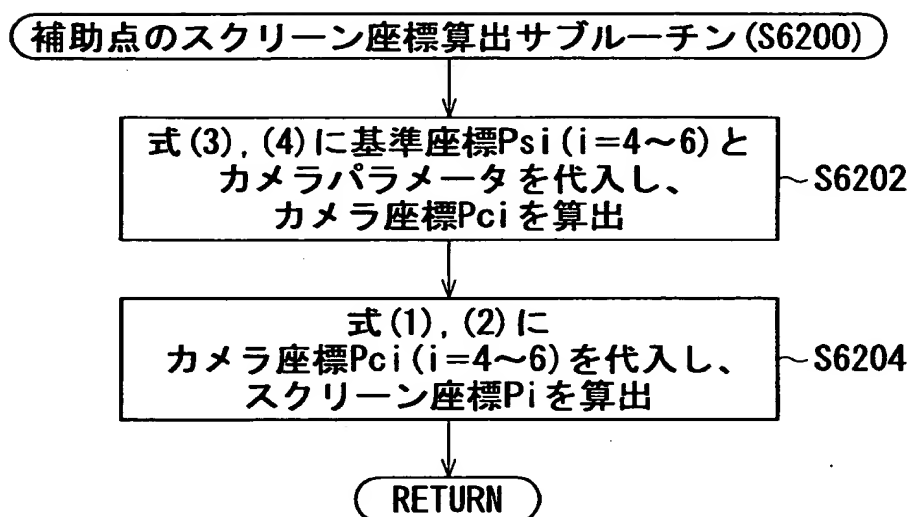 補助点のスクリーン座標算出サブルーチン(S6200)
式(3), (4)に基準座標Psi(i=4〜6)と
カメラパラメータを代入し、
カメラ座標Pciを算出
S6202
式(1), (2)に
カメラ座標Pci(i=4〜6)を代入し、
スクリーン座標Piを算出
S6204
RETURN